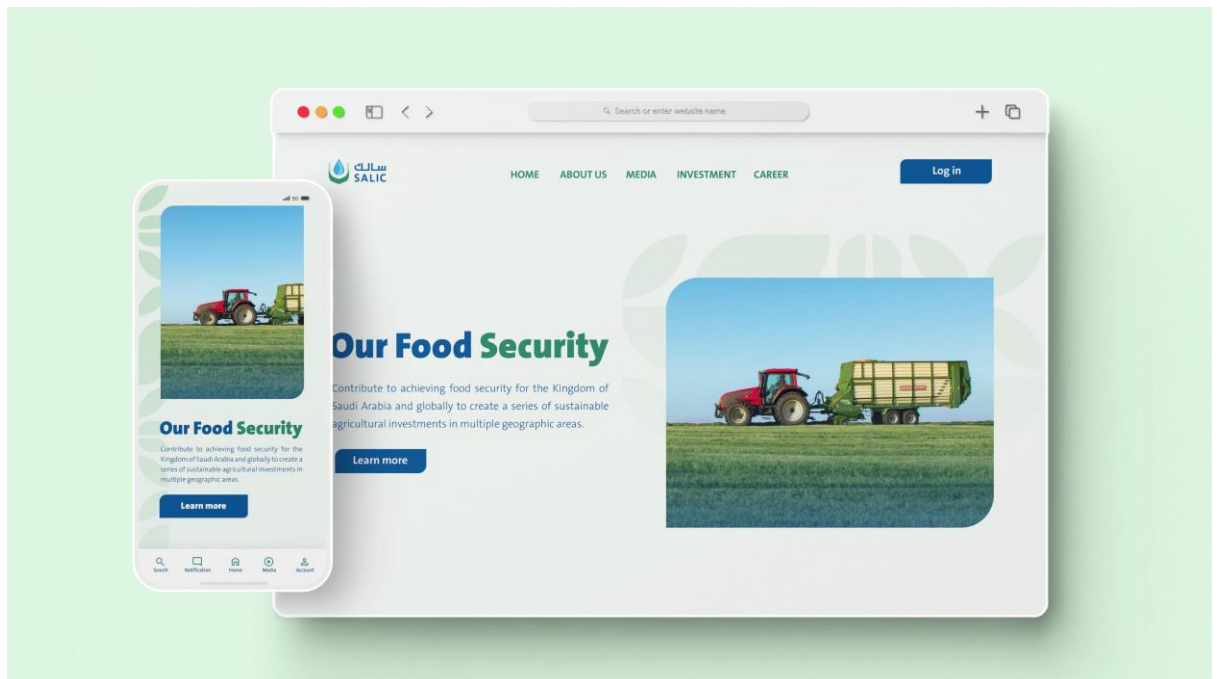 Search or enter website name
سالك
SALIC
HOME ABOUT US MEDIA INVESTMENT CAREER
Log in
Our Food Security
Contribute to achieving food security for the Kingdom of
Saudi Arabia and globally to create a series of sustainable
agricultural investments in multiple geographic areas.
Learn more
5G
Our Food Security
Contribute to achieving food security for the
Kingdom of Saudi Arabia and globally to create a
series of sustainable agricultural investments in
multiple geographic areas.
Learn more
Search Notification Home Media Account